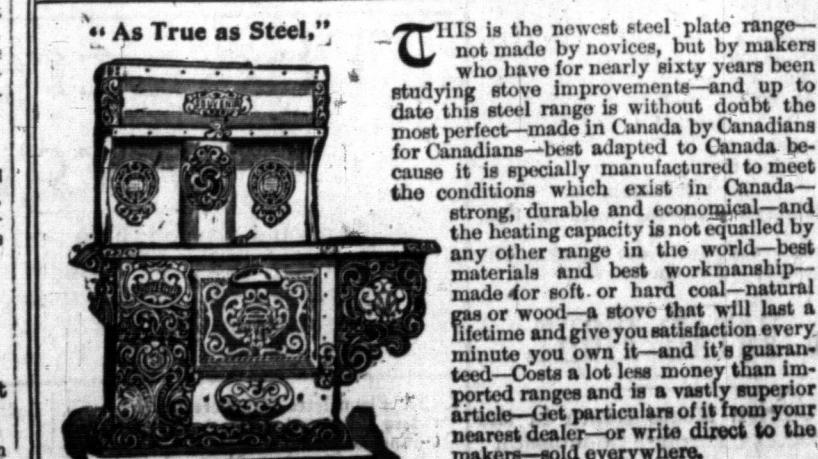 "As True as Steel,"
THIS is the newest steel plate range—
not made by novices, but by makers
who have for nearly sixty years been
studying stove improvements—and up to
date this steel range is without doubt the
most perfect—made in Canada by Canadians
for Canadians—best adapted to Canada be-
cause it is specially manufactured to meet
the conditions which exist in Canada—
strong, durable and economical—and
the heating capacity is not equalled by
any other range in the world—best
materials and best workmanship—
made for soft or hard coal—natural
gas or wood—a stove that will last a
lifetime and give you satisfaction every
minute you own it—and it's guaran-
teed—Costs a lot less money than im-
ported ranges and is a vastly superior
article—Get particulars of it from your
nearest dealer—or write direct to the
makers—sold everywhere.